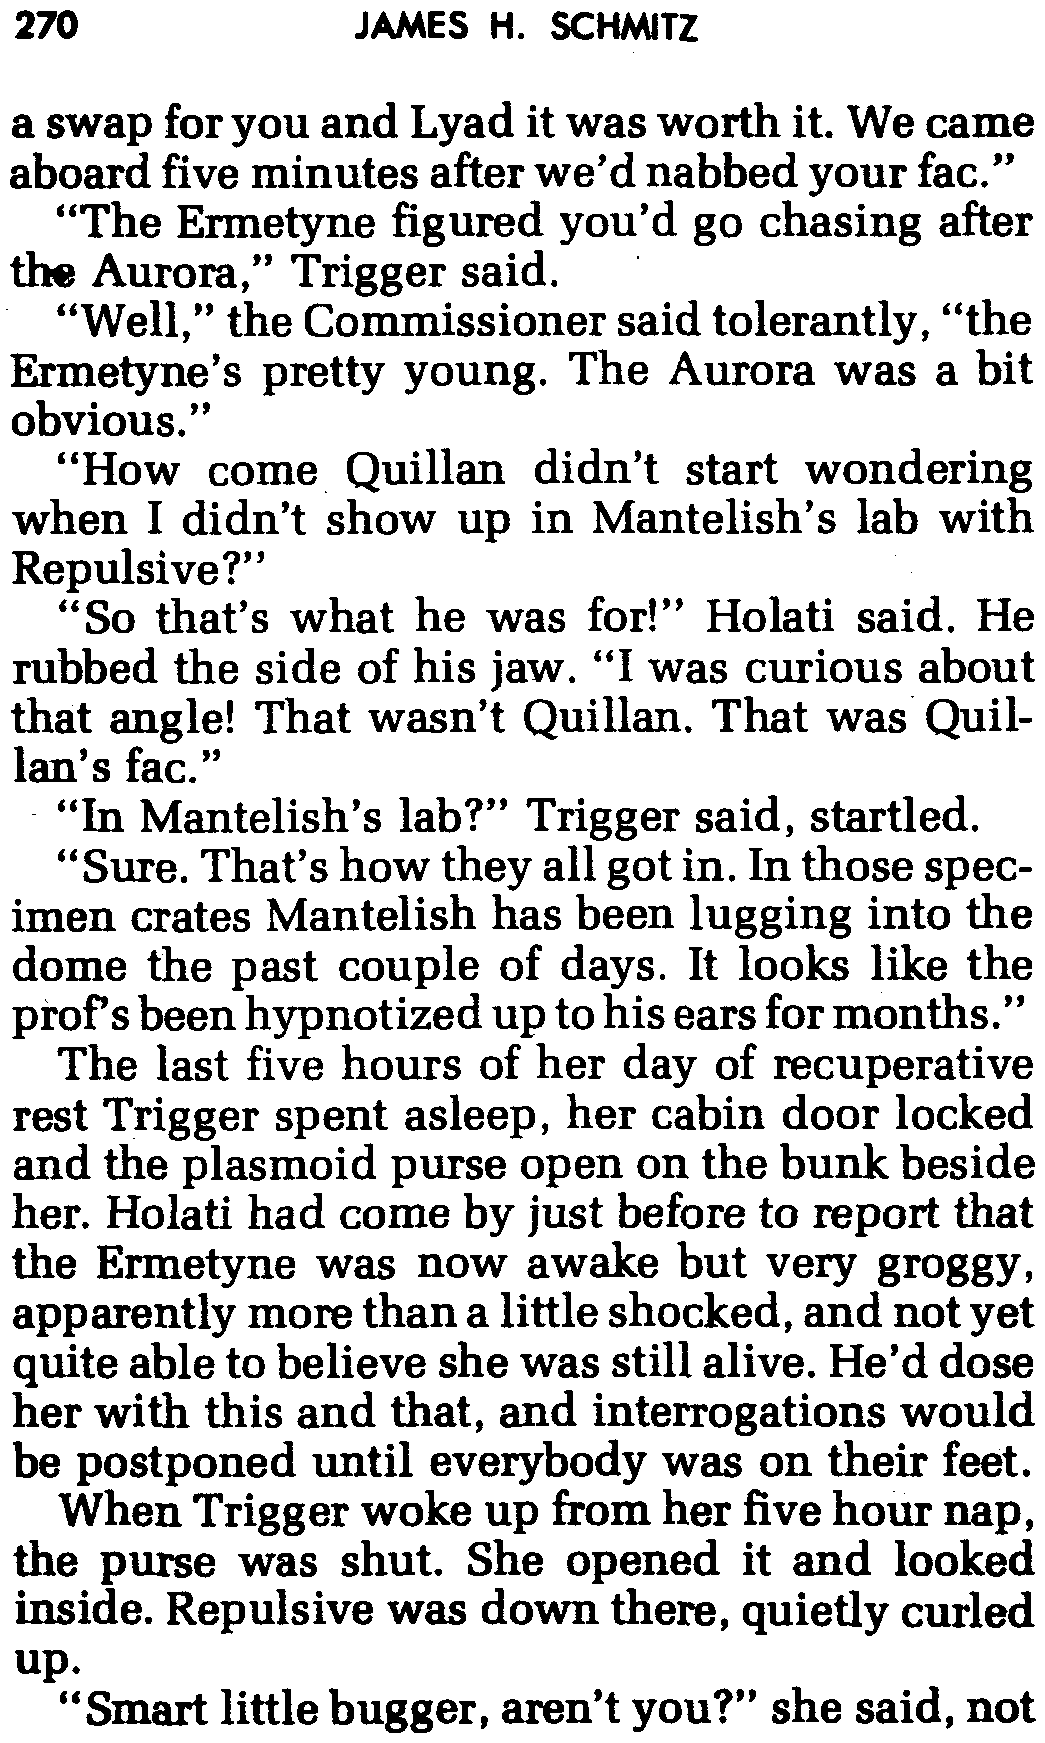 270 JAMES H. SCHMITZ
a swap for you and Lyad it was worth it. We came
aboard five minutes after we'd nabbed your fac."
"The Ermetyne figured you'd go chasing after
the Aurora," Trigger said.
"Well," the Commissioner said tolerantly, "the
Ermetyne's pretty young. The Aurora was a bit
obvious."
"How come Quillan didn't start wondering
when I didn't show up in Mantelish's lab with
Repulsive?"
"So that's what he was for!" Holati said. He
rubbed the side of his jaw. "I was curious about
that angle! That wasn't Quillan. That was Quil-
lan's fac."
"In Mantelish's lab?" Trigger said, startled.
"Sure. That's how they all got in. In those spec-
imen crates Mantelish has been lugging into the
dome the past couple of days. It looks like the
prof's been hypnotized up to his ears for months."
The last five hours of her day of recuperative
rest Trigger spent asleep, her cabin door locked
and the plasmoid purse open on the bunk beside
her. Holati had come by just before to report that
the Ermetyne was now awake but very groggy,
apparently more than a little shocked, and not yet
quite able to believe she was still alive. He'd dose
her with this and that, and interrogations would
be postponed until everybody was on their feet.
When Trigger woke up from her five hour nap,
the purse was shut. She opened it and looked
inside. Repulsive was down there, quietly curled
up.
"Smart little bugger, aren't you?" she said, not